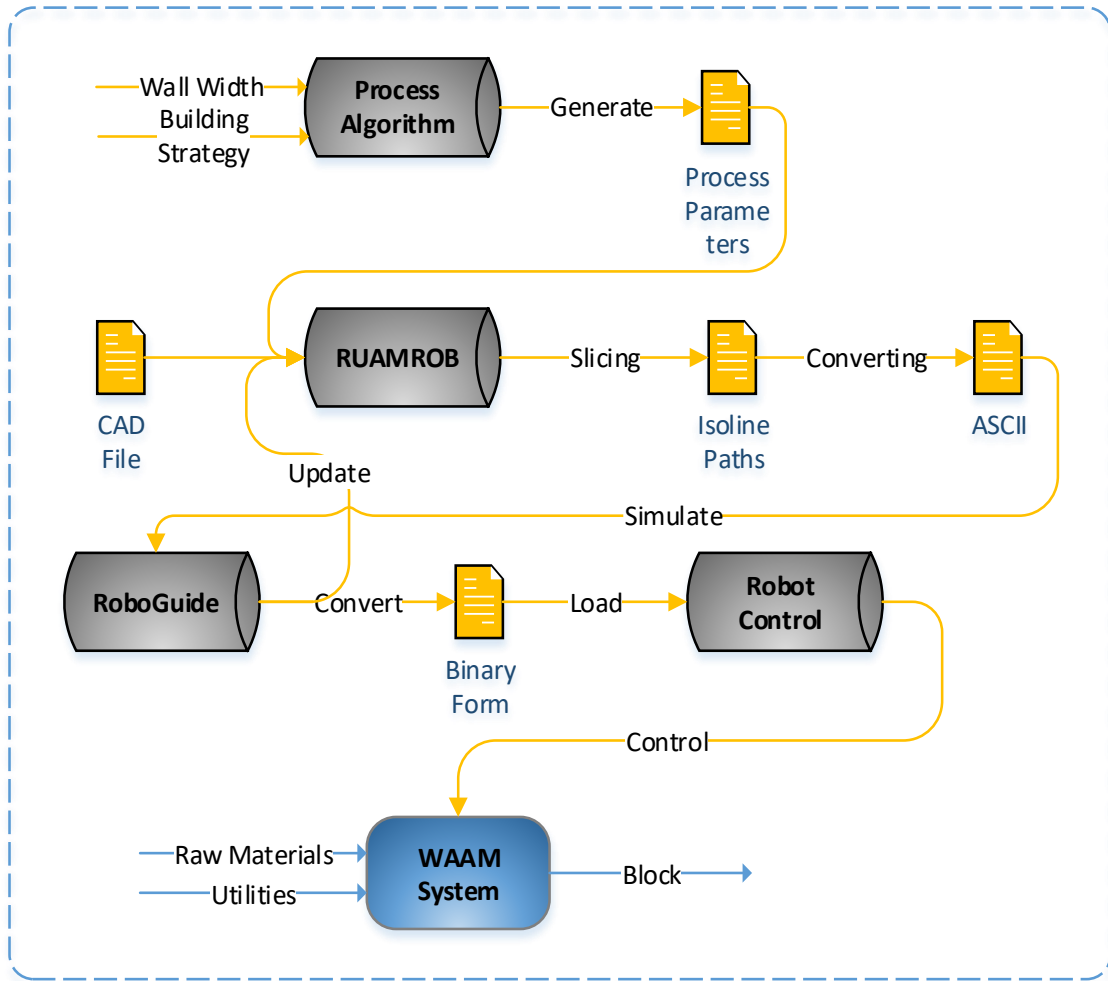 Wall Width
Building
Strategy
Process
Algorithm
Generate
Process
Parame
ters
CAD
File
RUAMROB
Slicing
Isoline
Paths
Converting
ASCII
Update
Simulate
RoboGuide
Convert
Binary
Form
Load
Robot
Control
Control
Raw Materials
Utilities
WAAM
System
Block